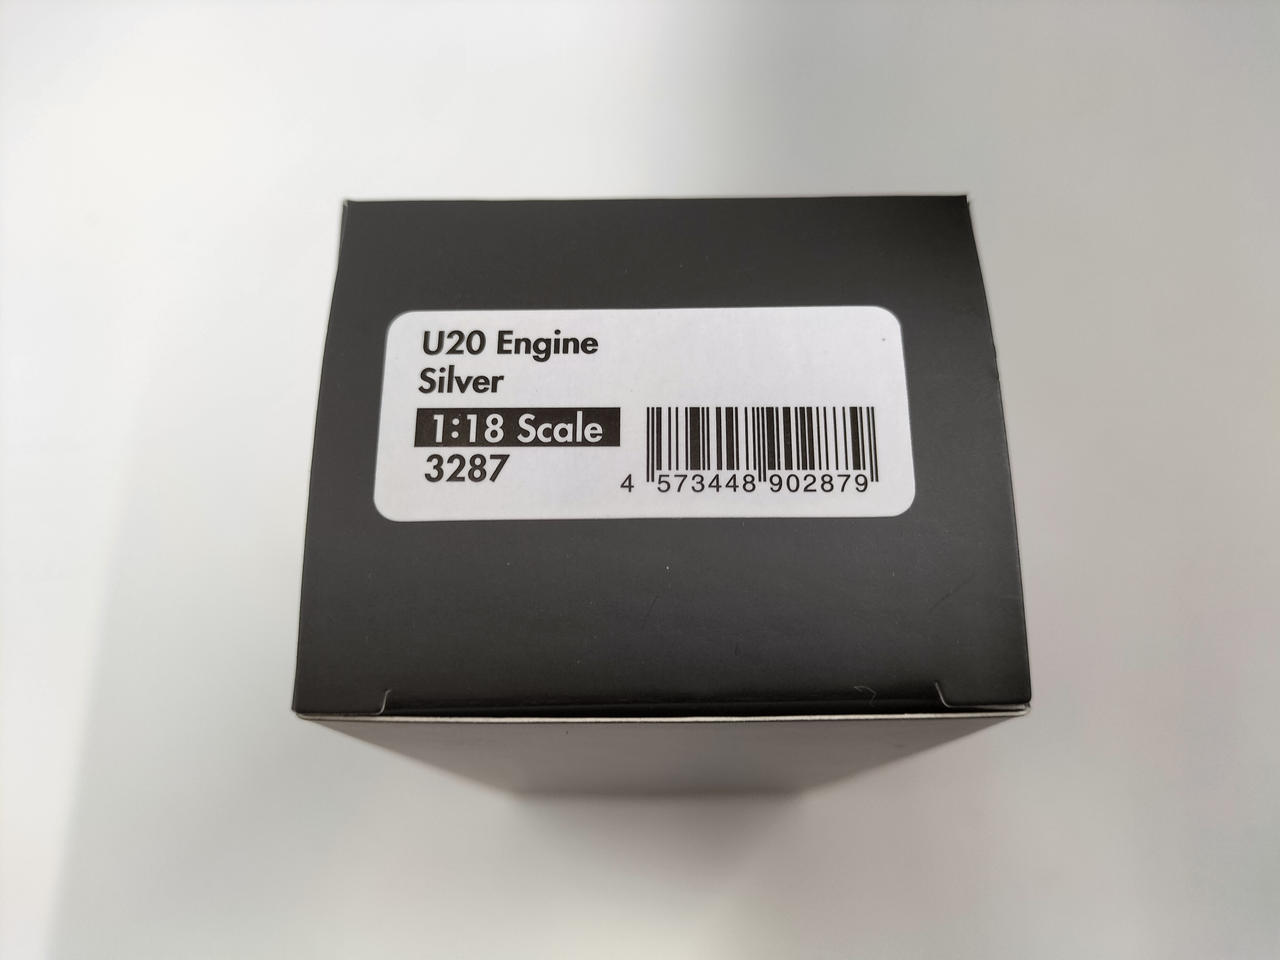 U20 Engine
Silver
1:18 Scale
3287
4 573448 902879